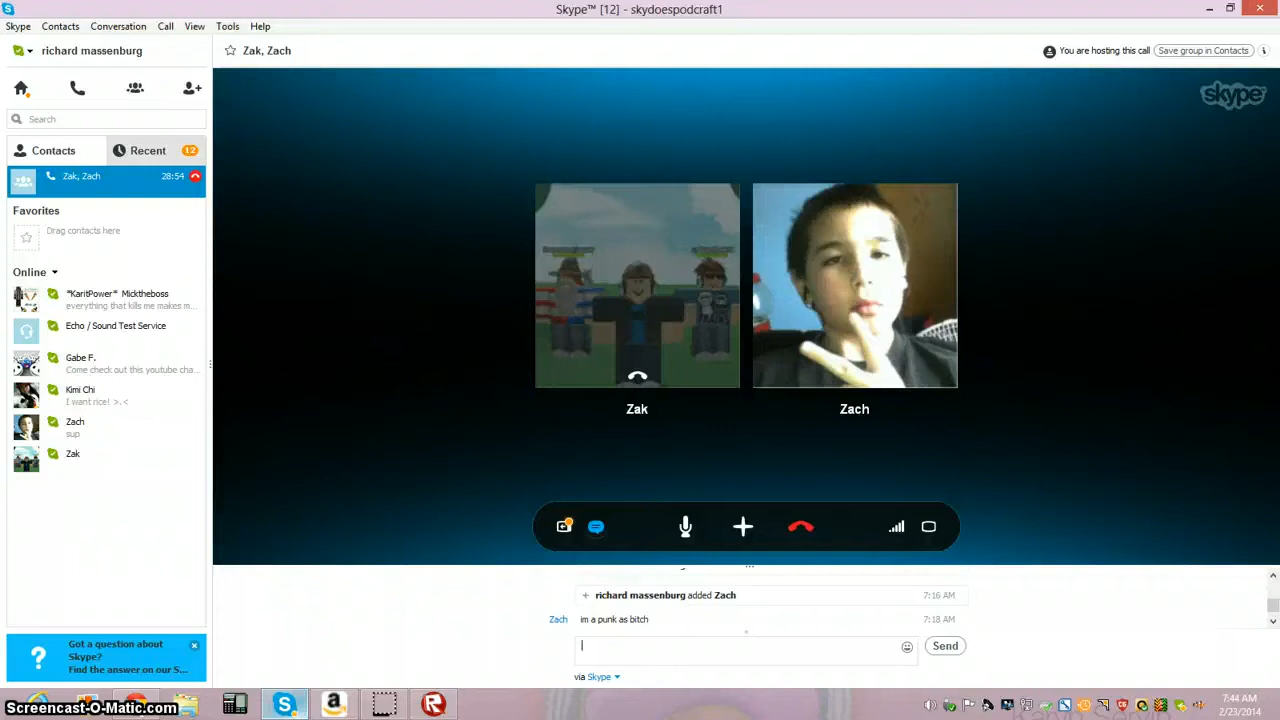 Skype™ [12] - skydoespodcraft1
Skype Contacts Conversation Call View Tools Help
richard massenburg
Zak, Zach
You are hosting this call
Save group in Contacts
skype
Search
Contacts
Recent 12
Zak, Zach 28:54
Favorites
Drag contacts here
Online
*KaritPower* Micktheboss
everything that kills me makes m...
Echo / Sound Test Service
Gabe F.
Come check out this youtube cha...
Kimi Chi
I want rice! >.<
Zach
sup
Zak
Zak
Zach
richard massenburg added Zach 7:16 AM
Zach im a punk as bitch 7:18 AM
Send
via Skype
Got a question about
Skype?
Find the answer on our S...
Screencast-O-Matic.com
7:44 AM
2/23/2014